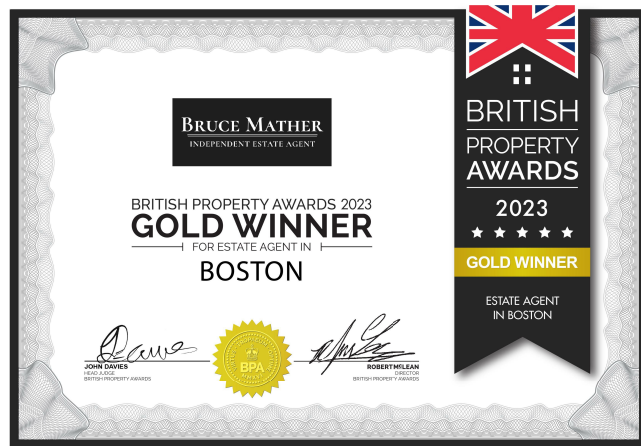 BRUCE MATHER
INDEPENDENT ESTATE AGENT
BRITISH PROPERTY AWARDS 2023
GOLD WINNER
FOR ESTATE AGENT IN
BOSTON
JOHN DAVIES
HEAD JUDGE
BRITISH PROPERTY AWARDS
BPA
ROBERT McLEAN
DIRECTOR
BRITISH PROPERTY AWARDS
BRITISH
PROPERTY
AWARDS
2023
GOLD WINNER
ESTATE AGENT
IN BOSTON